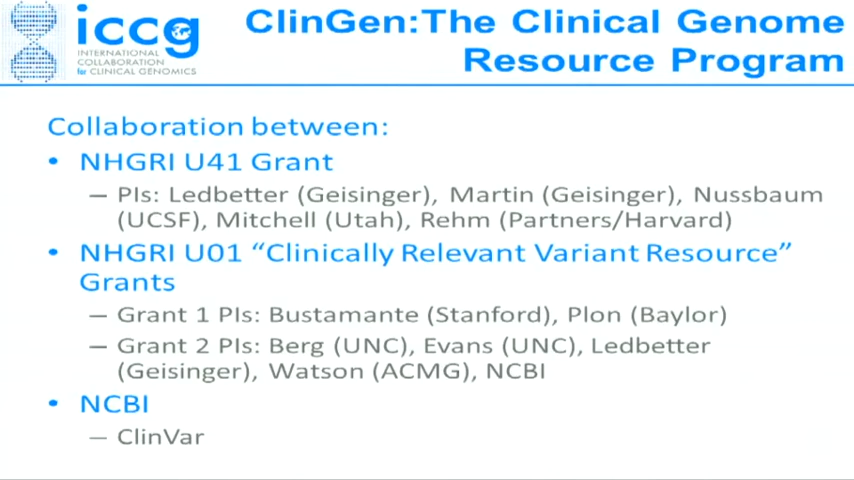 iccg
INTERNATIONAL
COLLABORATION
for CLINICAL GENOMICS
ClinGen:The Clinical Genome
Resource Program
Collaboration between:
• NHGRI U41 Grant
– PIs: Ledbetter (Geisinger), Martin (Geisinger), Nussbaum
(UCSF), Mitchell (Utah), Rehm (Partners/Harvard)
• NHGRI U01 “Clinically Relevant Variant Resource”
Grants
– Grant 1 PIs: Bustamante (Stanford), Plon (Baylor)
– Grant 2 PIs: Berg (UNC), Evans (UNC), Ledbetter
(Geisinger), Watson (ACMG), NCBI
• NCBI
– ClinVar